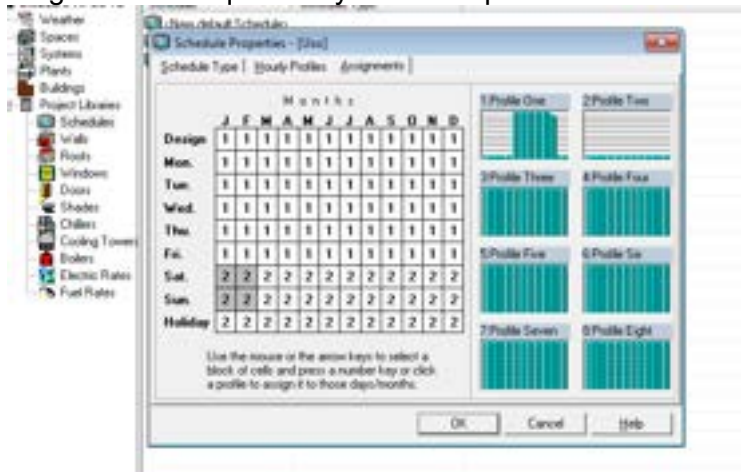 Weather
Spaces
Systems
Plants
Buildings
Project Libraries
Schedules
Walls
Roofs
Windows
Doors
Shades
Chillers
Cooling Towers
Boilers
Electric Rates
Fuel Rates
<New default Schedule>
Schedule Properties - [Uso]
Schedule Type | Hourly Profiles | Assignments |
Months
J F M A M J J A S O N D
Design 1 1 1 1 1 1 1 1 1 1 1 1
Mon. 1 1 1 1 1 1 1 1 1 1 1 1
Tue. 1 1 1 1 1 1 1 1 1 1 1 1
Wed. 1 1 1 1 1 1 1 1 1 1 1 1
Thu. 1 1 1 1 1 1 1 1 1 1 1 1
Fri. 1 1 1 1 1 1 1 1 1 1 1 1
Sat. 2 2 2 2 2 2 2 2 2 2 2 2
Sun. 2 2 2 2 2 2 2 2 2 2 2 2
Holiday 2 2 2 2 2 2 2 2 2 2 2 2
Use the mouse or the arrow keys to select a
block of cells and press a number key or click
a profile to assign it to those days/months.
1:Profile One
2:Profile Two
3:Profile Three
4:Profile Four
5:Profile Five
6:Profile Six
7:Profile Seven
8:Profile Eight
OK Cancel Help